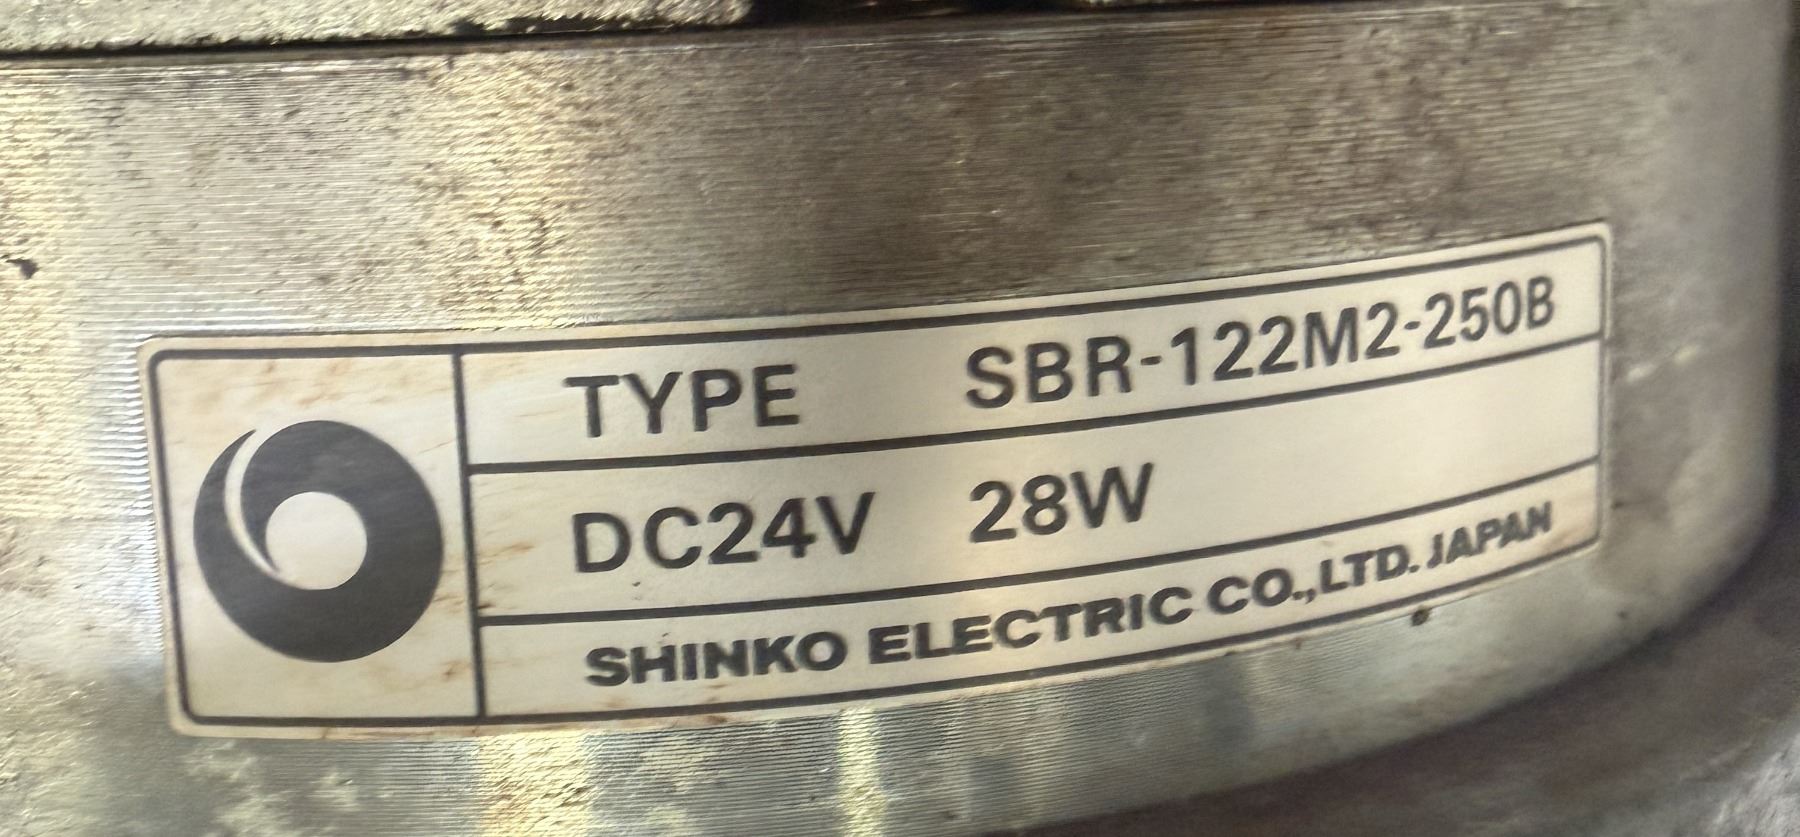 TYPE SBR-122M2-250B
DC24V 28W
SHINKO ELECTRIC CO.,LTD. JAPAN